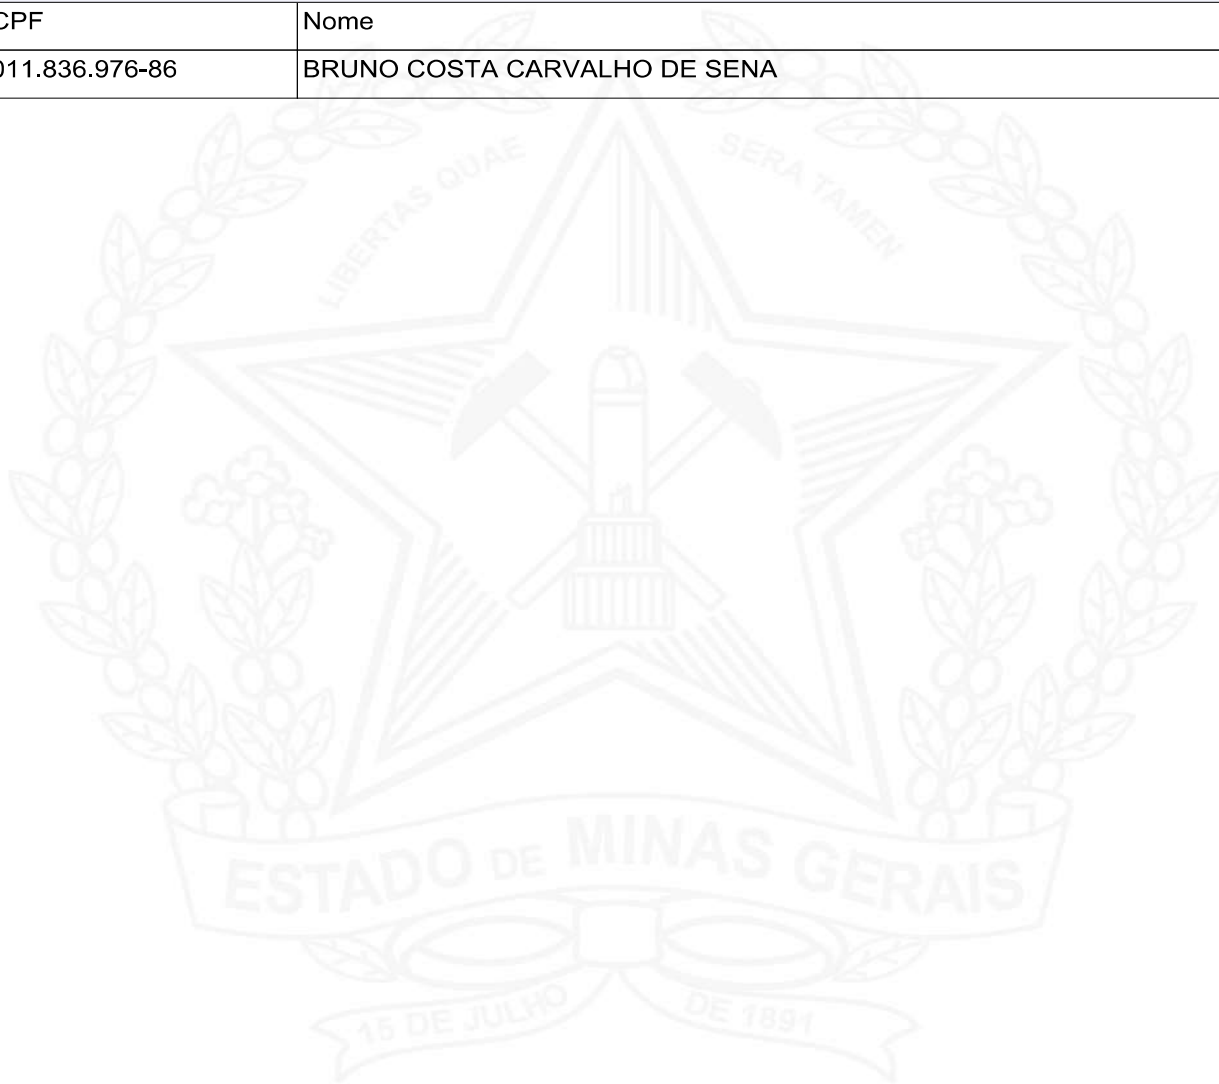 CPF Nome
011.836.976-86 BRUNO COSTA CARVALHO DE SENA
LIBERTAS QUAE SERA TAMEN
ESTADO DE MINAS GERAIS
15 DE JULHO DE 1891